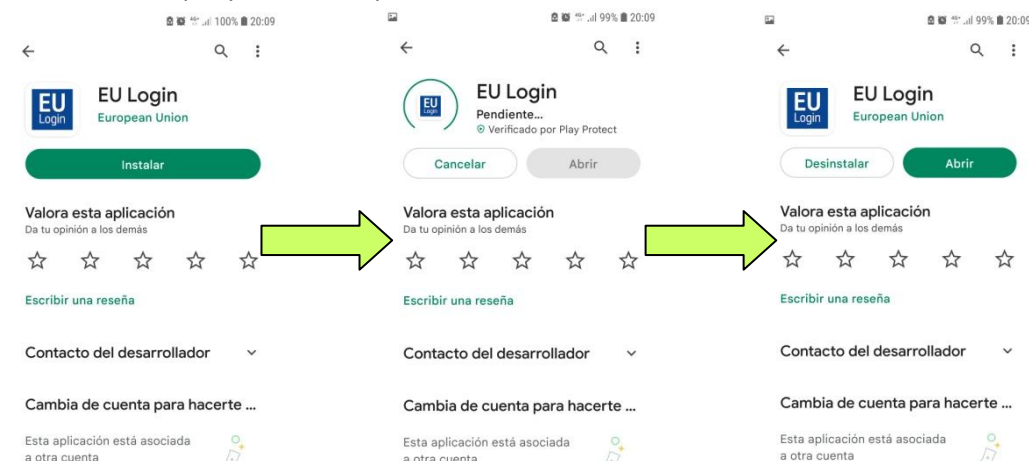 100% 20:09
EU Login
EU Login
European Union
Instalar
Valora esta aplicación
Da tu opinión a los demás
Escribir una reseña
Contacto del desarrollador
Cambia de cuenta para hacerte ...
Esta aplicación está asociada
a otra cuenta
99% 20:09
EU Login
EU Login
Pendiente...
Verificado por Play Protect
Cancelar
Abrir
Valora esta aplicación
Da tu opinión a los demás
Escribir una reseña
Contacto del desarrollador
Cambia de cuenta para hacerte ...
Esta aplicación está asociada
a otra cuenta
99% 20:09
EU Login
EU Login
European Union
Desinstalar
Abrir
Valora esta aplicación
Da tu opinión a los demás
Escribir una reseña
Contacto del desarrollador
Cambia de cuenta para hacerte ...
Esta aplicación está asociada
a otra cuenta